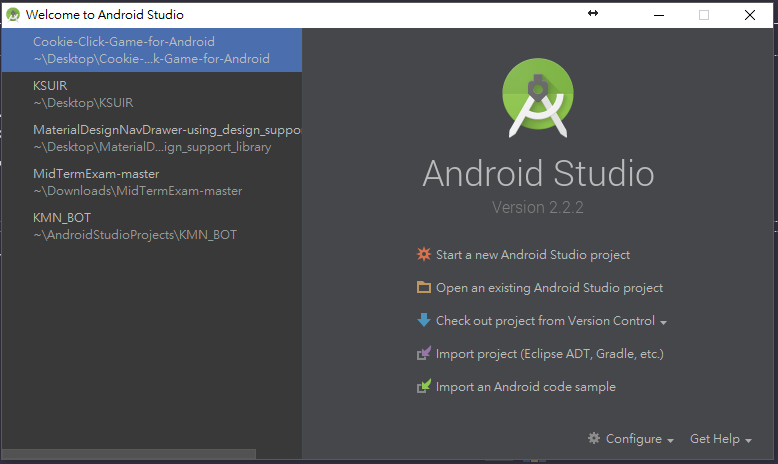 Welcome to Android Studio
Cookie-Click-Game-for-Android
~\Desktop\Cookie-...k-Game-for-Android
KSUIR
~\Desktop\KSUIR
MaterialDesignNavDrawer-using_design_suppo
~\Desktop\MaterialD...ign_support_library
MidTermExam-master
~\Downloads\MidTermExam-master
KMN_BOT
~\AndroidStudioProjects\KMN_BOT
Android Studio
Version 2.2.2
Start a new Android Studio project
Open an existing Android Studio project
Check out project from Version Control
Import project (Eclipse ADT, Gradle, etc.)
Import an Android code sample
Configure
Get Help